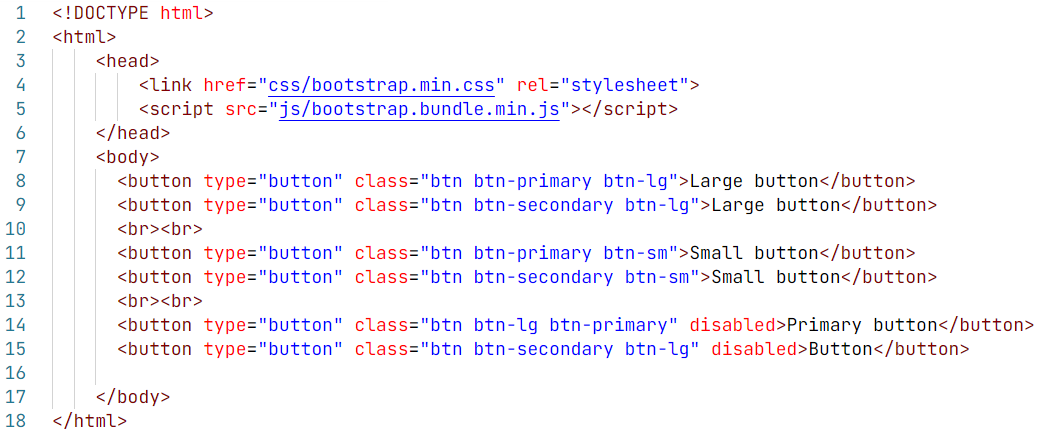 1 <!DOCTYPE html>
2 <html>
3     <head>
4         <link href="css/bootstrap.min.css" rel="stylesheet">
5         <script src="js/bootstrap.bundle.min.js"></script>
6     </head>
7     <body>
8       <button type="button" class="btn btn-primary btn-lg">Large button</button>
9       <button type="button" class="btn btn-secondary btn-lg">Large button</button>
10       <br><br>
11       <button type="button" class="btn btn-primary btn-sm">Small button</button>
12       <button type="button" class="btn btn-secondary btn-sm">Small button</button>
13       <br><br>
14       <button type="button" class="btn btn-lg btn-primary" disabled>Primary button</button>
15       <button type="button" class="btn btn-secondary btn-lg" disabled>Button</button>
16
17     </body>
18 </html>